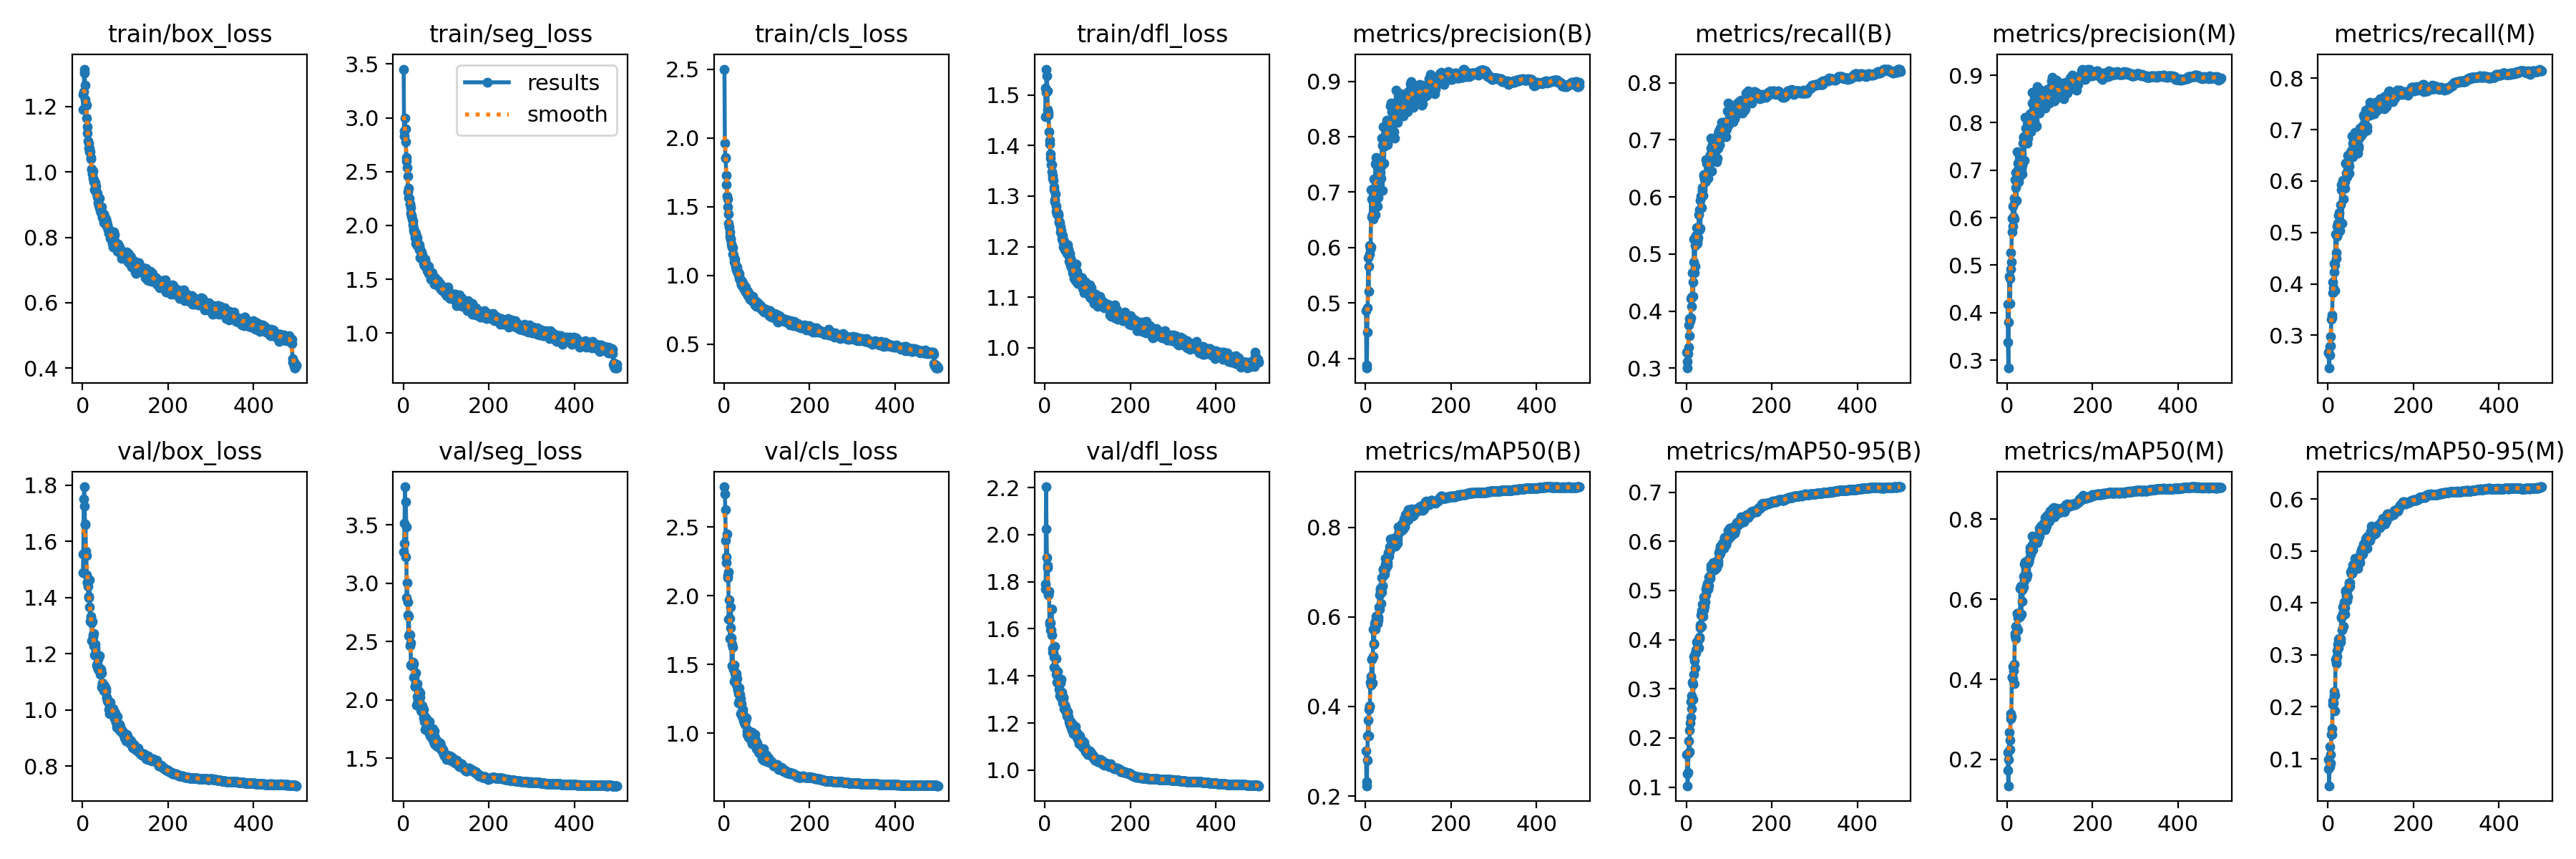 train/box_loss
1.2
1.0
0.8
0.6
0.4
0 200 400
train/seg_loss
results
smooth
3.5
3.0
2.5
2.0
1.5
1.0
0 200 400
train/cls_loss
2.5
2.0
1.5
1.0
0.5
0 200 400
train/dfl_loss
1.5
1.4
1.3
1.2
1.1
1.0
0 200 400
metrics/precision(B)
0.9
0.8
0.7
0.6
0.5
0.4
0 200 400
metrics/recall(B)
0.8
0.7
0.6
0.5
0.4
0.3
0 200 400
metrics/precision(M)
0.9
0.8
0.7
0.6
0.5
0.4
0.3
0 200 400
metrics/recall(M)
0.8
0.7
0.6
0.5
0.4
0.3
0 200 400
val/box_loss
1.8
1.6
1.4
1.2
1.0
0.8
0 200 400
val/seg_loss
3.5
3.0
2.5
2.0
1.5
0 200 400
val/cls_loss
2.5
2.0
1.5
1.0
0 200 400
val/dfl_loss
2.2
2.0
1.8
1.6
1.4
1.2
1.0
0 200 400
metrics/mAP50(B)
0.8
0.6
0.4
0.2
0 200 400
metrics/mAP50-95(B)
0.7
0.6
0.5
0.4
0.3
0.2
0.1
0 200 400
metrics/mAP50(M)
0.8
0.6
0.4
0.2
0 200 400
metrics/mAP50-95(M)
0.6
0.5
0.4
0.3
0.2
0.1
0 200 400